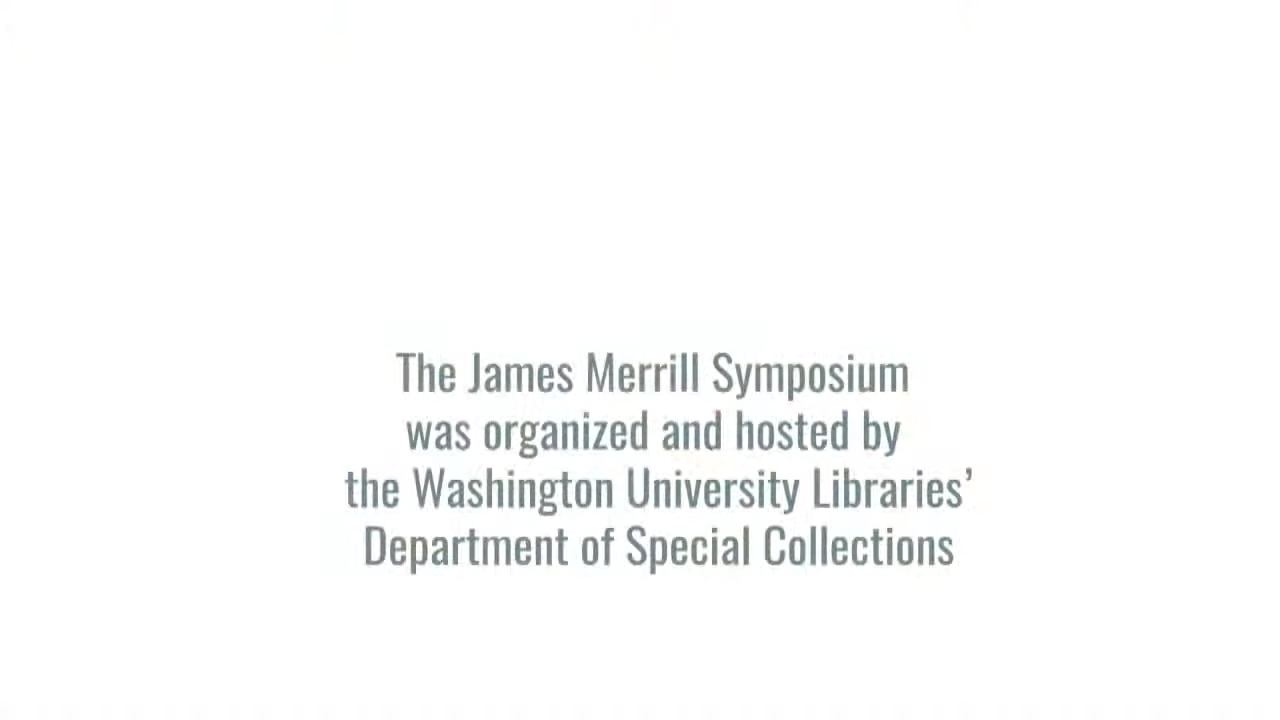 The James Merrill Symposium
was organized and hosted by
the Washington University Libraries’
Department of Special Collections